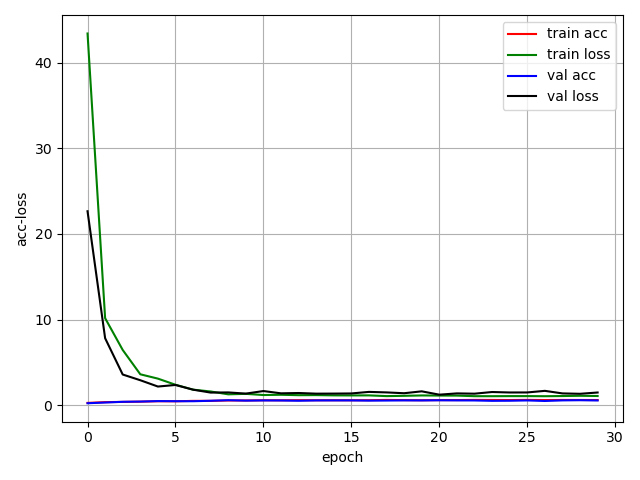 train acc
train loss
val acc
val loss
acc-loss
40
30
20
10
0
0 5 10 15 20 25 30
epoch